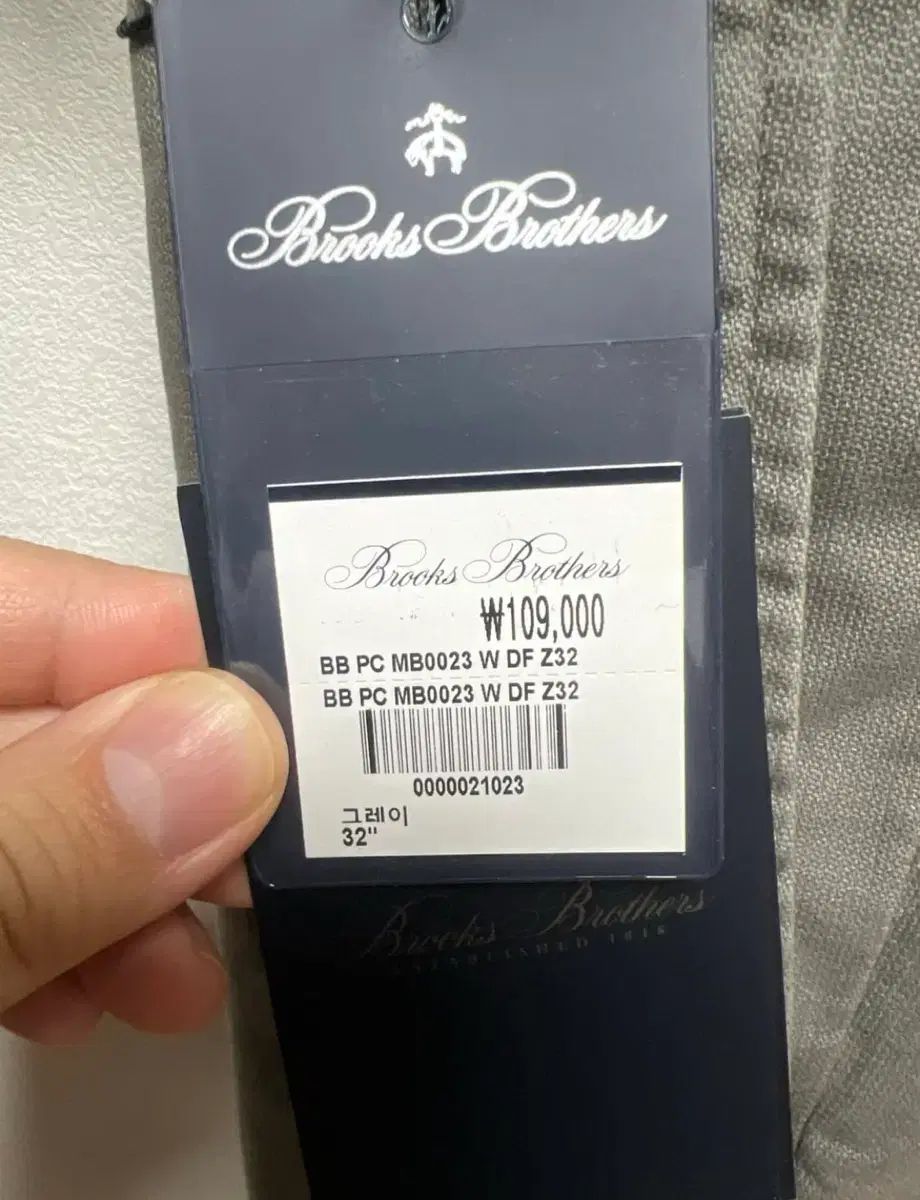 Brooks Brothers
Brooks Brothers
₩109,000
BB PC MB0023 W DF Z32
BB PC MB0023 W DF Z32
0000021023
그레이
32"
Brooks Brothers
ESTABLISHED 1818